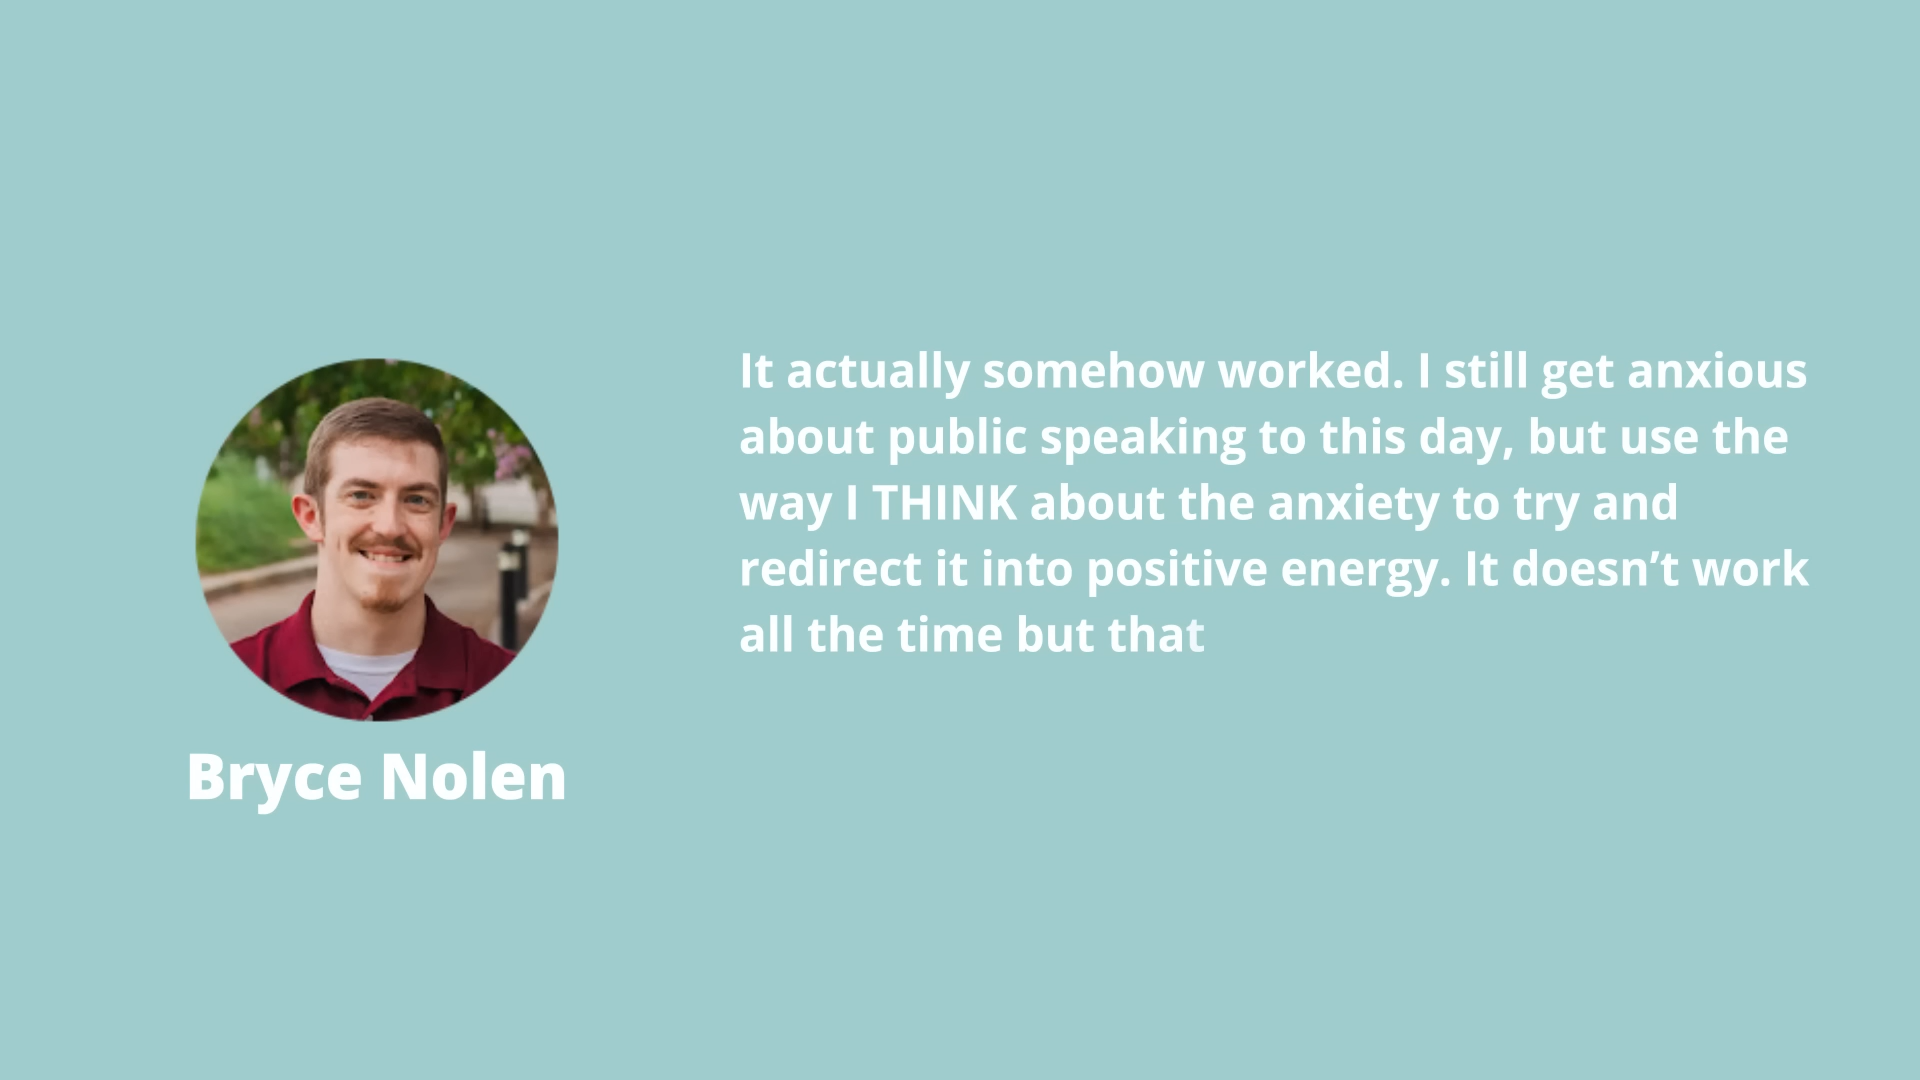 It actually somehow worked. I still get anxious
about public speaking to this day, but use the
way I THINK about the anxiety to try and
redirect it into positive energy. It doesn’t work
all the time but that
Bryce Nolen